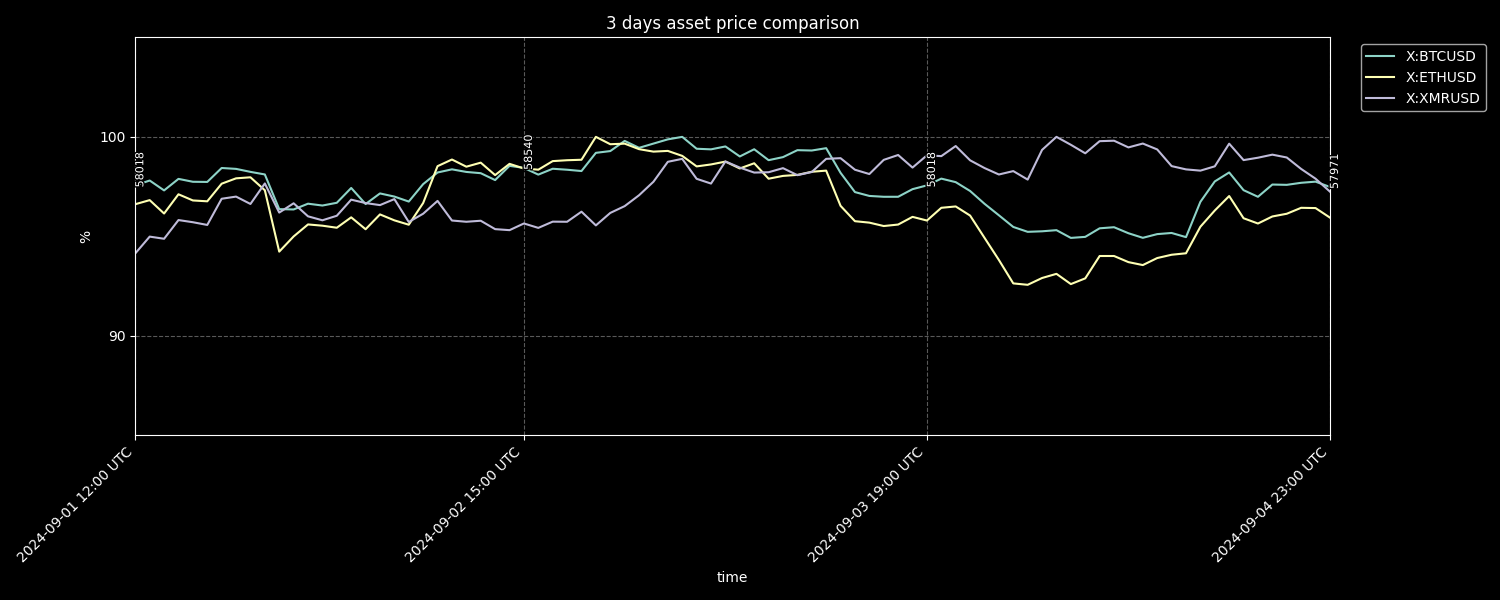 3 days asset price comparison
X:BTCUSD
X:ETHUSD
X:XMRUSD
100
90
%
58018
58540
58018
57971
2024-09-01 12:00 UTC
2024-09-02 15:00 UTC
2024-09-03 19:00 UTC
2024-09-04 23:00 UTC
time